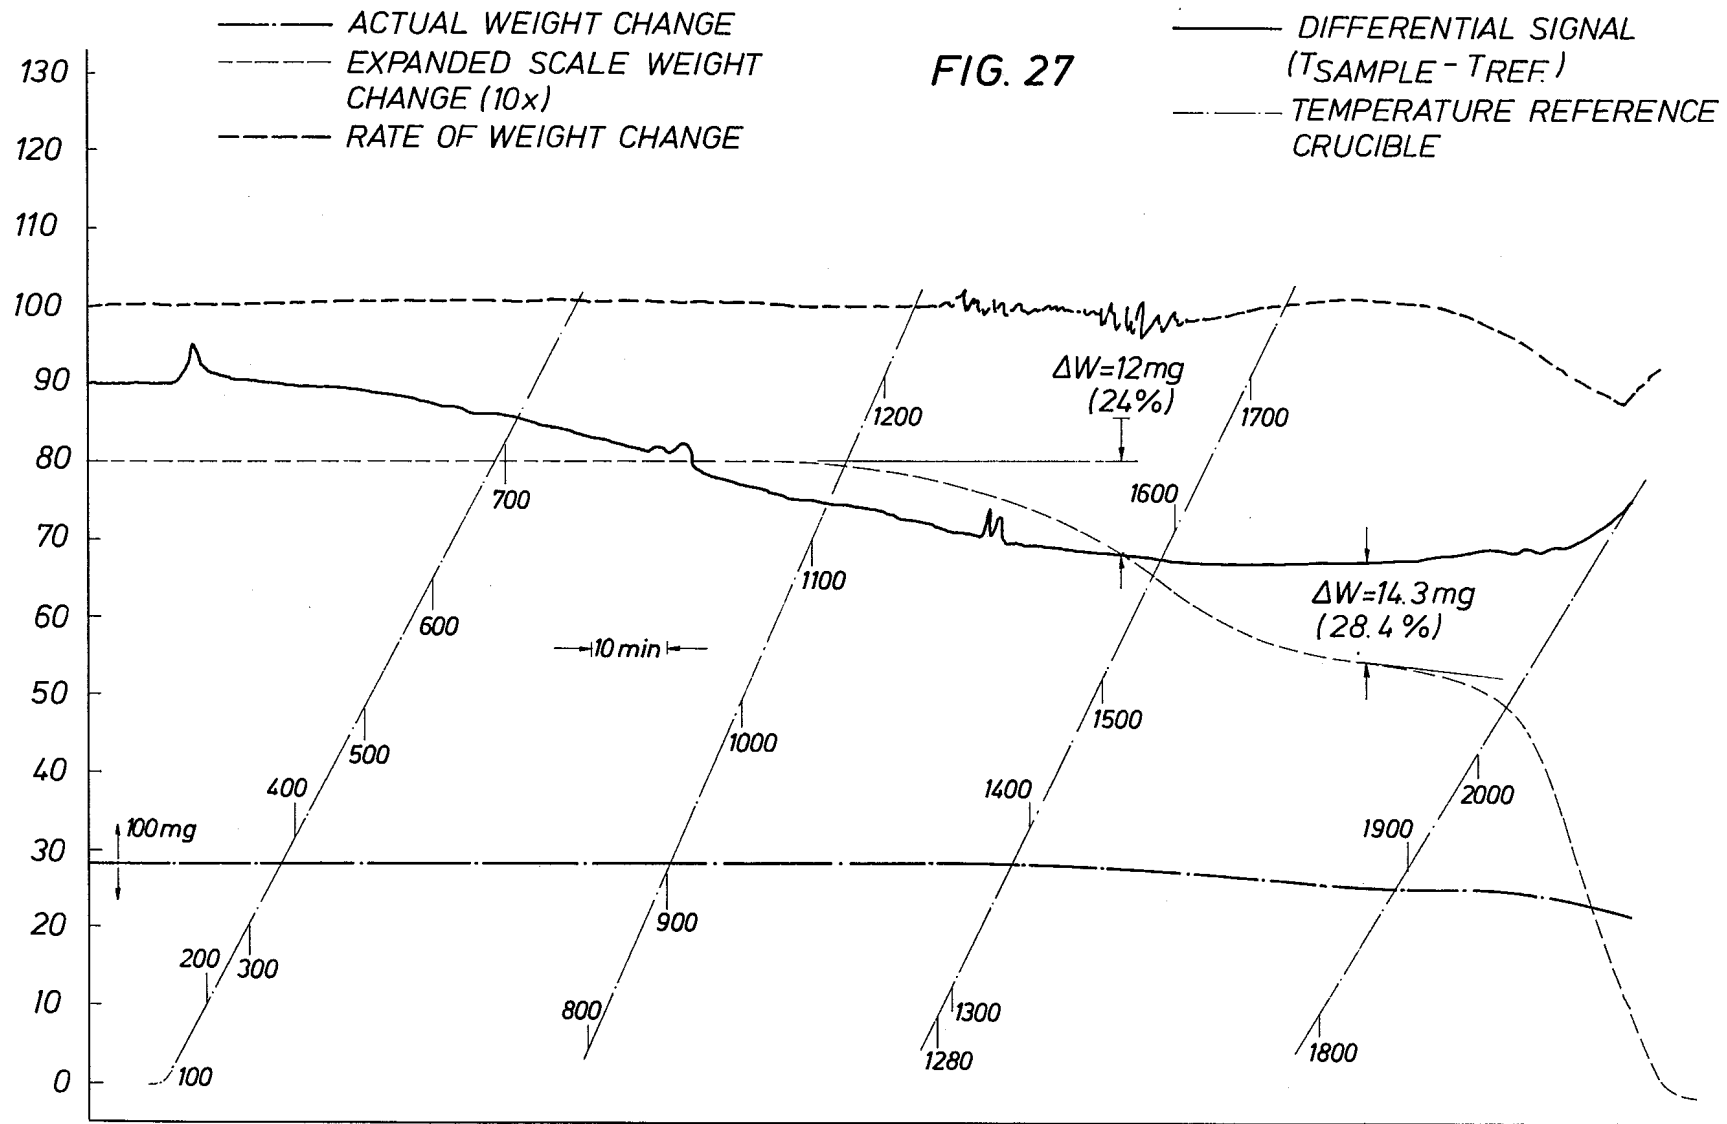 ACTUAL WEIGHT CHANGE
EXPANDED SCALE WEIGHT
CHANGE (10x)
RATE OF WEIGHT CHANGE
FIG. 27
DIFFERENTIAL SIGNAL
(TSAMPLE - TREF.)
TEMPERATURE REFERENCE
CRUCIBLE
130
120
110
100
90
80
70
60
50
40
30
20
10
0
ΔW=12mg
(24%)
ΔW=14.3mg
(28.4%)
10 min
100mg
100
200
300
400
500
600
700
800
900
1000
1100
1200
1280
1300
1400
1500
1600
1700
1800
1900
2000